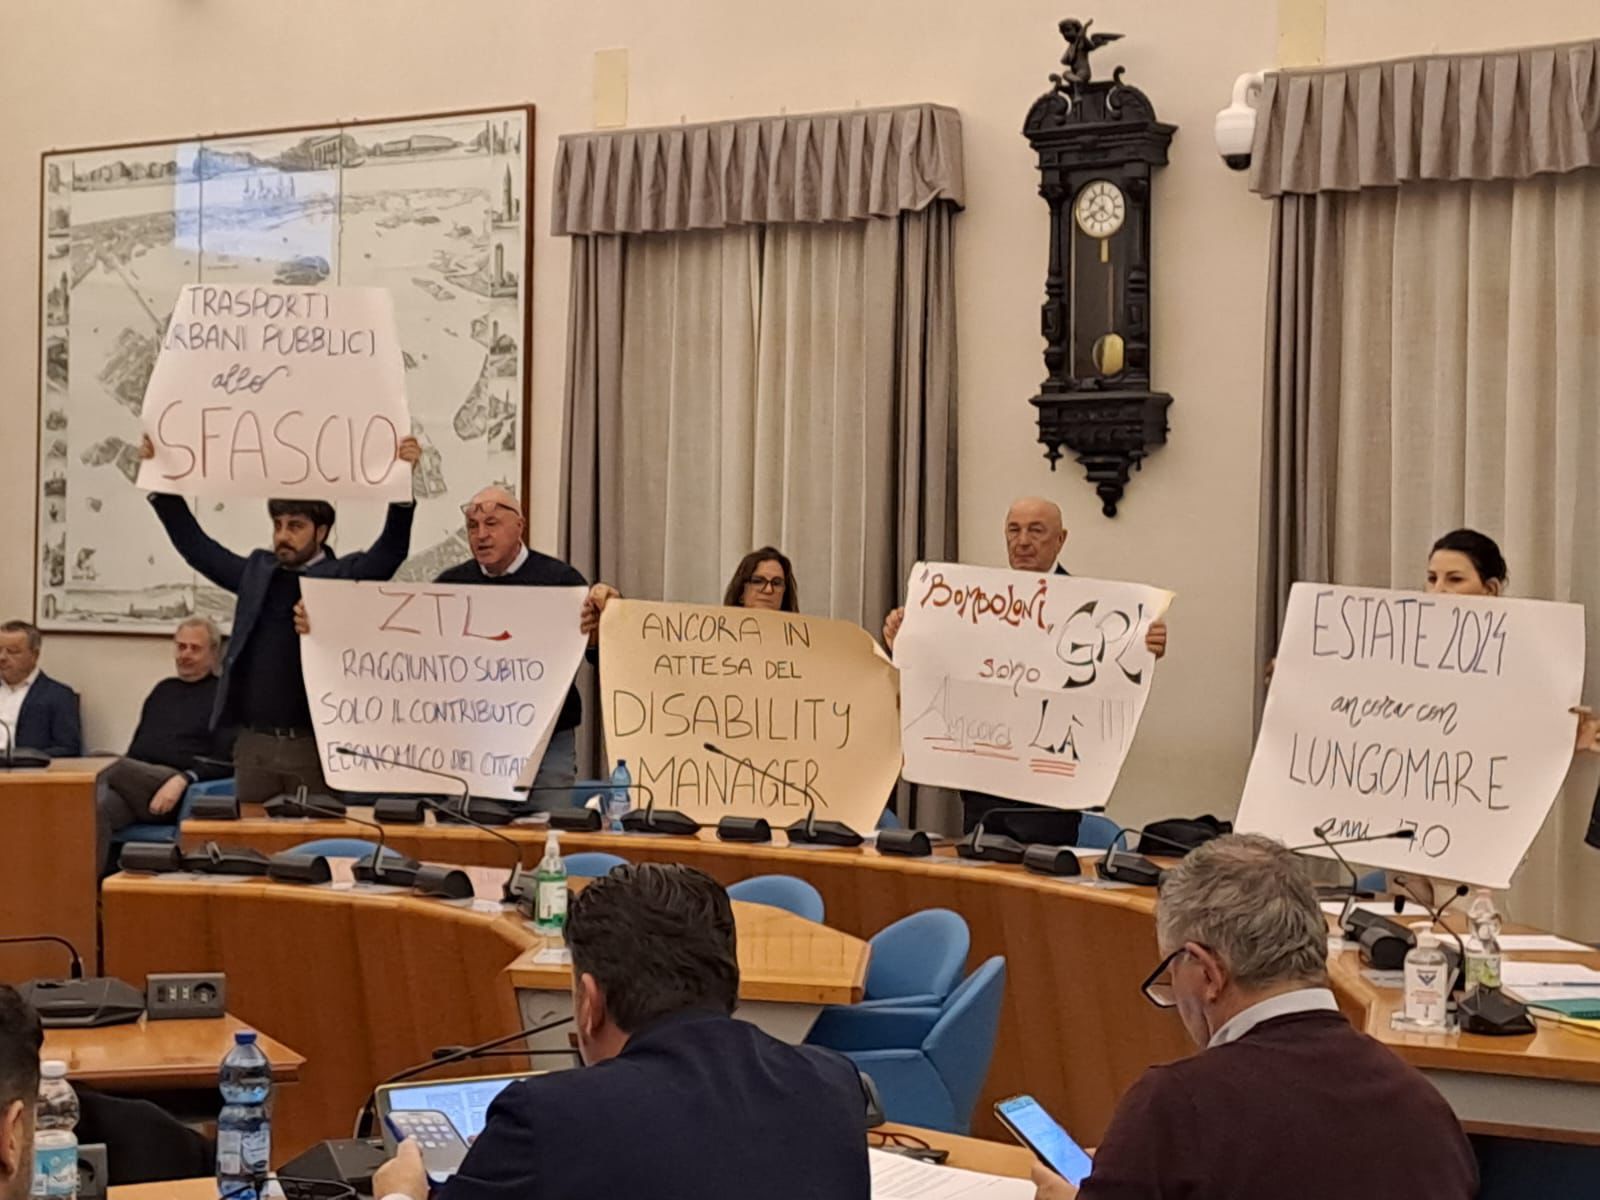 TRASPORTI
URBANI PUBBLICI
allo
SFASCIO
ZTL
RAGGIUNTO SUBITO
SOLO IL CONTRIBUTO
ECONOMICO DEI
ANCORA IN
ATTESA DEL
DISABILITY
MANAGER
"BOMBOLONI"
GPL
sono
Ancora LÀ
ESTATE 2024
ancora con
LUNGOMARE
anni '70